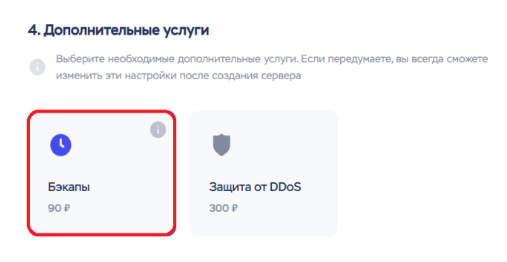 4. Дополнительные услуги
Выберите необходимые дополнительные услуги. Если передумаете, вы всегда сможете
изменить эти настройки после создания сервера
Бэкапы
90 ₽
Защита от DDoS
300 ₽